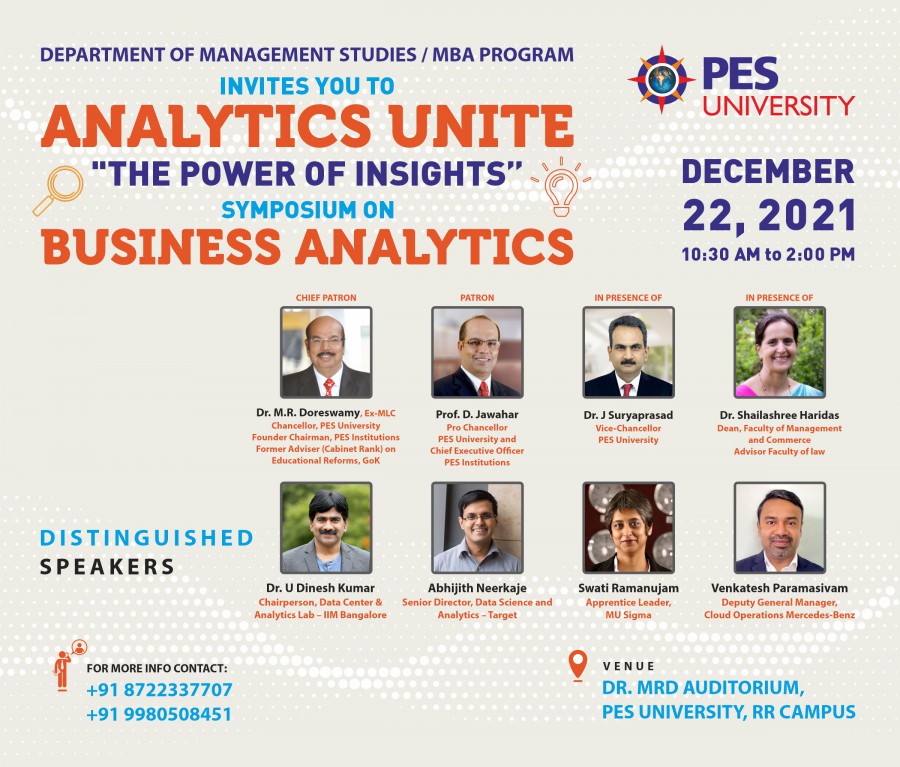 DEPARTMENT OF MANAGEMENT STUDIES / MBA PROGRAM
INVITES YOU TO
ANALYTICS UNITE
"THE POWER OF INSIGHTS”
SYMPOSIUM ON
BUSINESS ANALYTICS
PES
UNIVERSITY
DECEMBER
22, 2021
10:30 AM to 2:00 PM
CHIEF PATRON
Dr. M.R. Doreswamy, Ex-MLC
Chancellor, PES University
Founder Chairman, PES Institutions
Former Adviser (Cabinet Rank) on
Educational Reforms, GoK
PATRON
Prof. D. Jawahar
Pro Chancellor
PES University and
Chief Executive Officer
PES Institutions
IN PRESENCE OF
Dr. J Suryaprasad
Vice-Chancellor
PES University
IN PRESENCE OF
Dr. Shailashree Haridas
Dean, Faculty of Management
and Commerce
Advisor Faculty of law
DISTINGUISHED
SPEAKERS
Dr. U Dinesh Kumar
Chairperson, Data Center &
Analytics Lab – IIM Bangalore
Abhijith Neerkaje
Senior Director, Data Science and
Analytics – Target
Swati Ramanujam
Apprentice Leader,
MU Sigma
Venkatesh Paramasivam
Deputy General Manager,
Cloud Operations Mercedes-Benz
FOR MORE INFO CONTACT:
+91 8722337707
+91 9980508451
VENUE
DR. MRD AUDITORIUM,
PES UNIVERSITY, RR CAMPUS